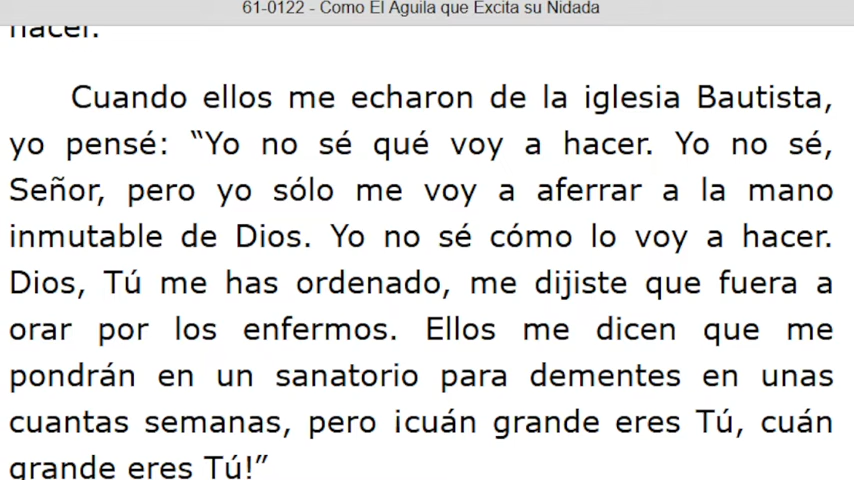 61-0122 - Como El Águila que Excita su Nidada
hacer.
Cuando ellos me echaron de la iglesia Bautista,
yo pensé: “Yo no sé qué voy a hacer. Yo no sé,
Señor, pero yo sólo me voy a aferrar a la mano
inmutable de Dios. Yo no sé cómo lo voy a hacer.
Dios, Tú me has ordenado, me dijiste que fuera a
orar por los enfermos. Ellos me dicen que me
pondrán en un sanatorio para dementes en unas
cuantas semanas, pero ¡cuán grande eres Tú, cuán
grande eres Tú!”